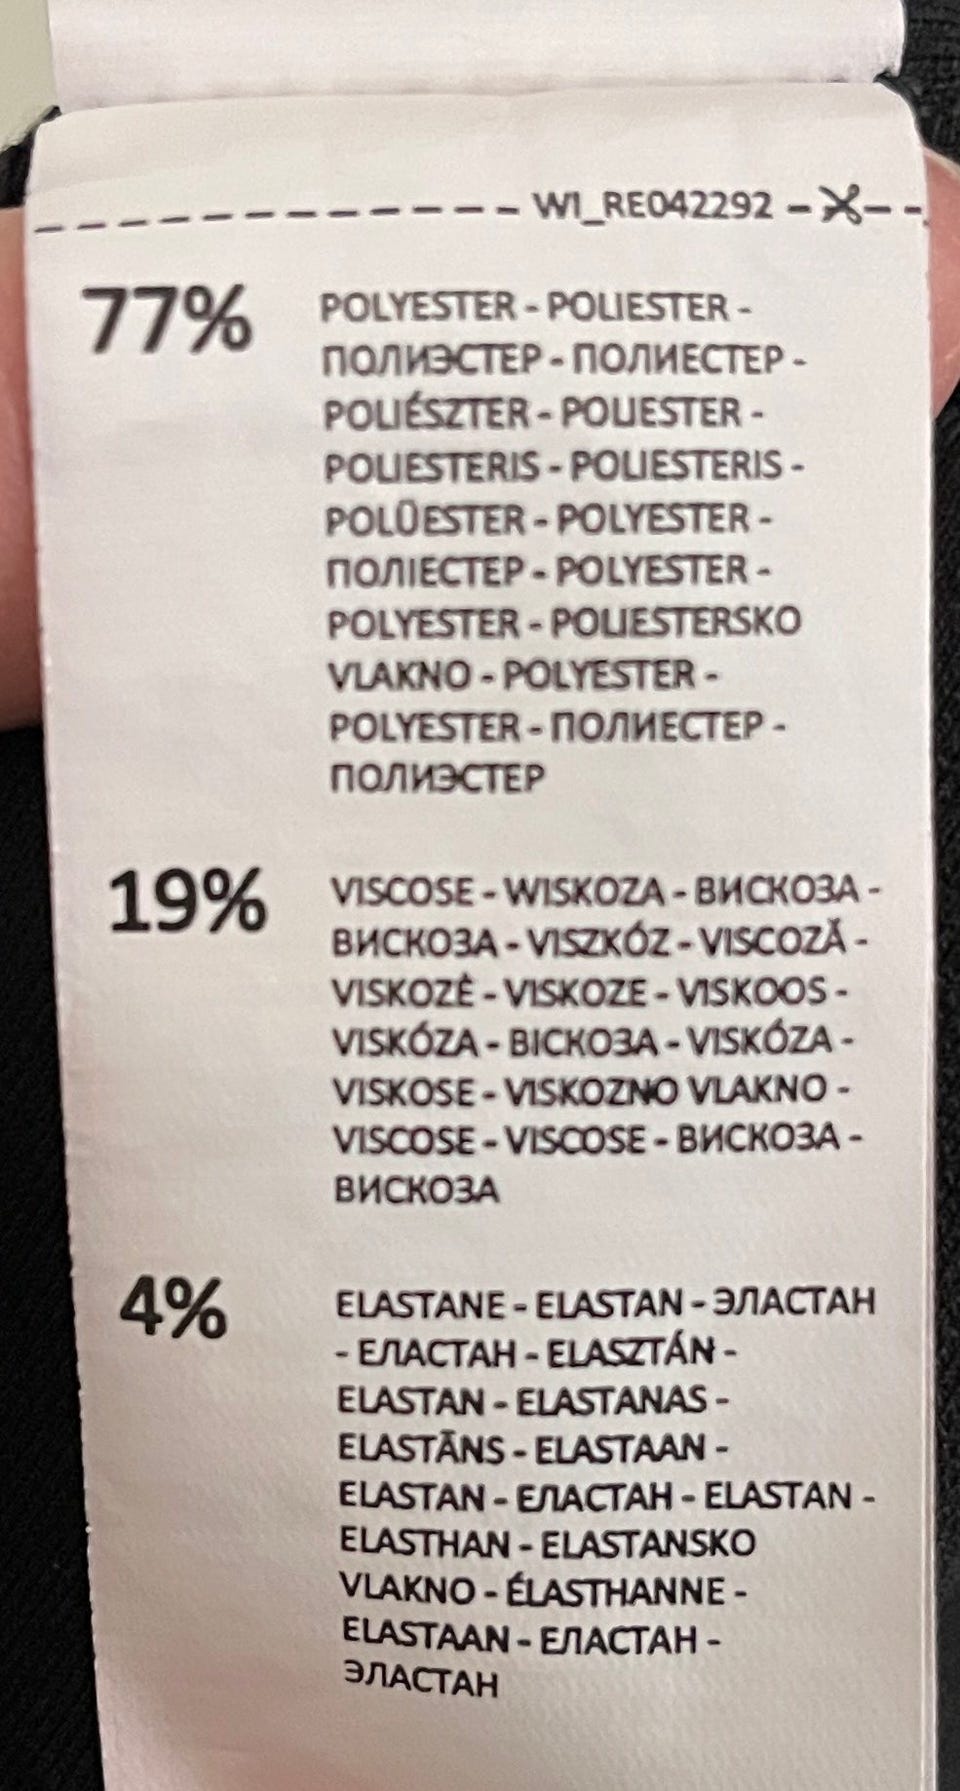 WI_RE042292
77% POLYESTER - POLIESTER -
ПОЛИЭСТЕР - ПОЛИЕСТЕР -
POLIÉSZTER - POLIESTER -
POLIESTERIS - POLIESTERIS -
POLÜESTER - POLYESTER -
ПОЛІЕСТЕР - POLYESTER -
POLYESTER - POLIESTERSKO
VLAKNO - POLYESTER -
POLYESTER - ПОЛИЕСТЕР -
ПОЛИЭСТЕР
19% VISCOSE - WISKOZA - ВИСКОЗА -
ВИСКОЗА - VISZKÓZ - VISCOZĂ -
VISKOZĖ - VISKOZE - VISKOOS -
VISKÓZA - ВІСКОЗА - VISKÓZA -
VISKOSE - VISKOZNO VLAKNO -
VISCOSE - VISCOSE - ВИСКОЗА -
ВИСКОЗА
4% ELASTANE - ELASTAN - ЭЛАСТАН
- ЕЛАСТАН - ELASZTÁN -
ELASTAN - ELASTANAS -
ELASTĀNS - ELASTAAN -
ELASTAN - ЕЛАСТАН - ELASTAN -
ELASTHAN - ELASTANSKO
VLAKNO - ÉLASTHANNE -
ELASTAAN - ЕЛАСТАН -
ЭЛАСТАН